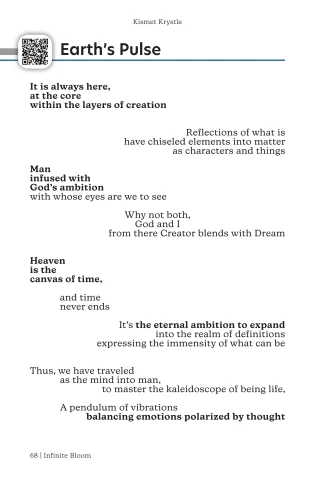 Kismet Krystle
Earth's Pulse
It is always here,
at the core
within the layers of creation
Reflections of what is
have chiseled elements into matter
as characters and things
Man
infused with
God's ambition
with whose eyes are we to see
Why not both,
God and I
from there Creator blends with Dream
Heaven
is the
canvas of time,
and time
never ends
It's the eternal ambition to expand
into the realm of definitions
expressing the immensity of what can be
Thus, we have traveled
as the mind into man,
to master the kaleidoscope of being life,
A pendulum of vibrations
balancing emotions polarized by thought
68 | Infinite Bloom